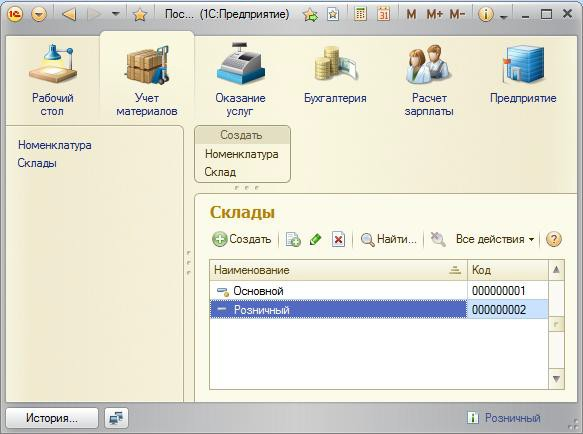 Пос... (1С:Предприятие)
31 M M+ M-
Рабочий
стол
Учет
материалов
Оказание
услуг
Бухгалтерия
Расчет
зарплаты
Предприятие
Номенклатура
Склады
Создать
Номенклатура
Склад
Склады
Создать Найти... Все действия
Наименование Код
Основной 000000001
Розничный 000000002
История... Розничный